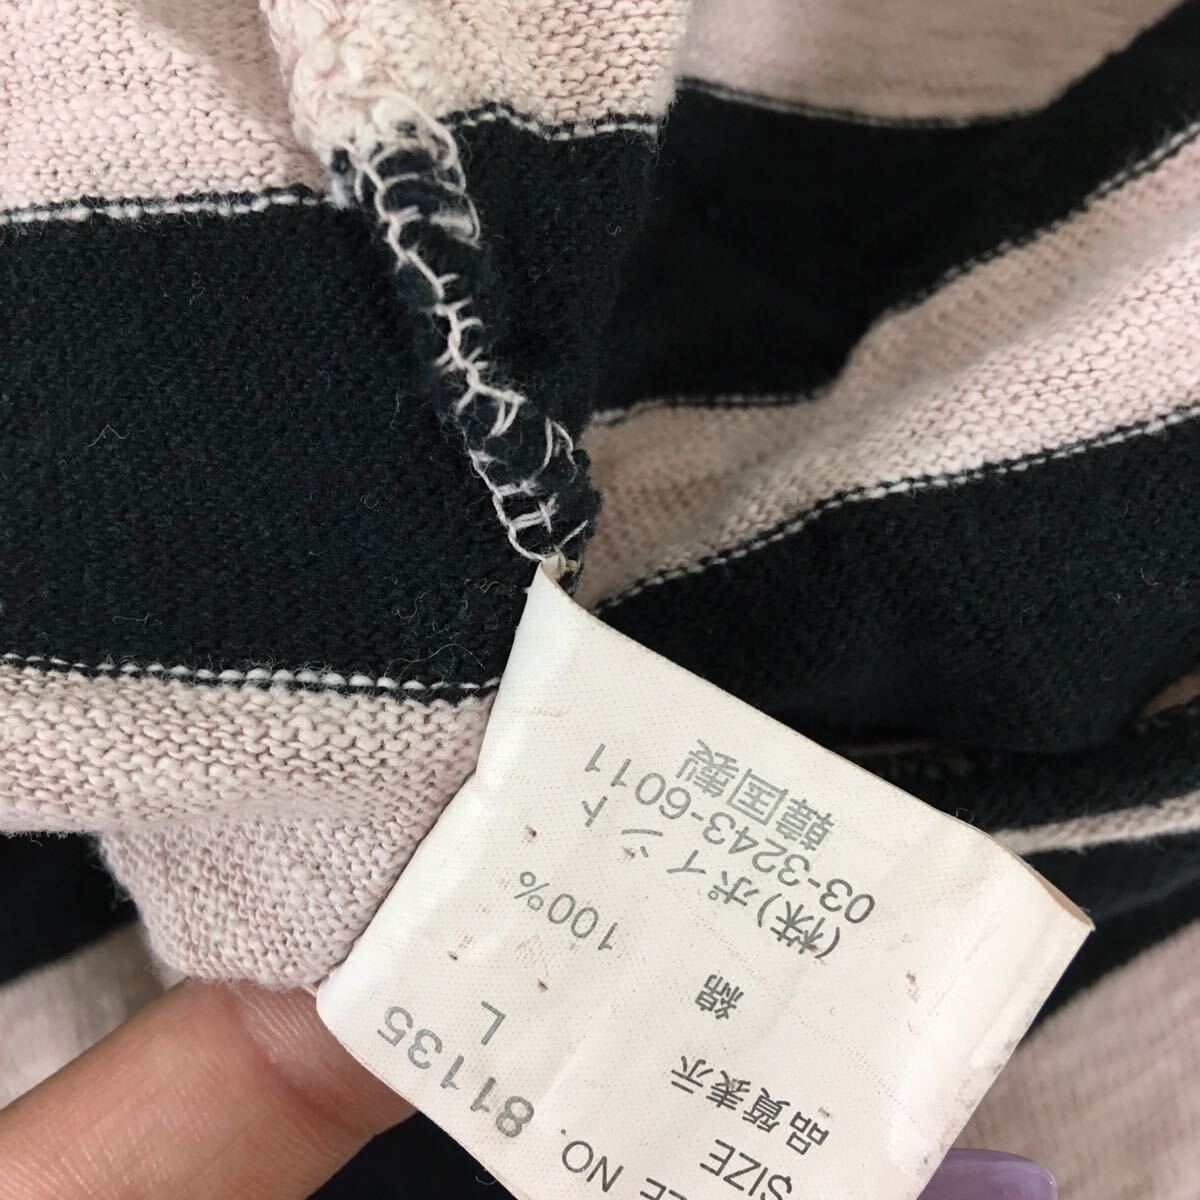 NO. 81135
SIZE L
品質表示
綿 100%
(株)ポイント
03-3243-6011
韓国製